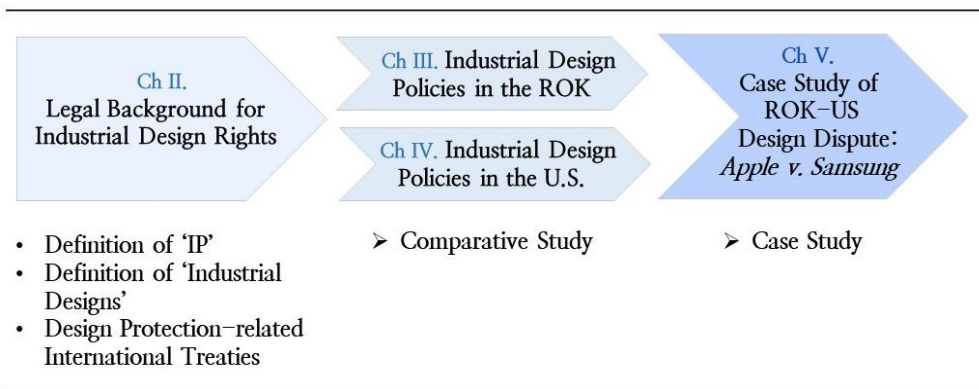 Ch II.
Legal Background for
Industrial Design Rights
Ch III. Industrial Design
Policies in the ROK
Ch IV. Industrial Design
Policies in the U.S.
Ch V.
Case Study of
ROK-US
Design Dispute:
Apple v. Samsung
• Definition of ‘IP’
• Definition of ‘Industrial
Designs’
• Design Protection-related
International Treaties
➢ Comparative Study
➢ Case Study